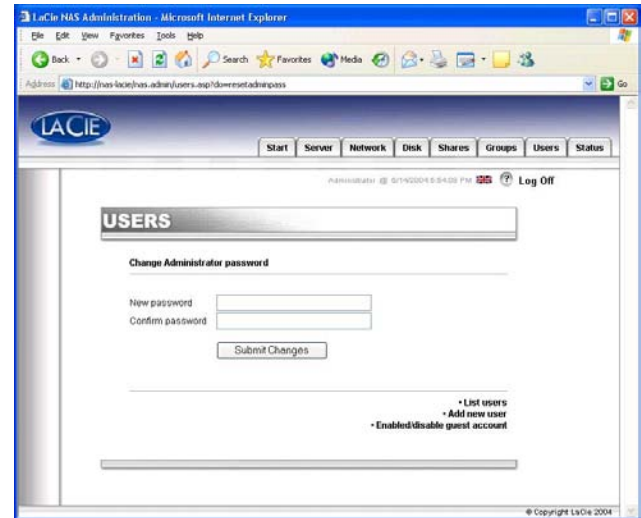 LaCie NAS Administration - Microsoft Internet Explorer
File Edit View Favorites Tools Help
Back Search Favorites Media
Address http://nas-lacie/nas.admin/users.asp?do=resetadminpass Go
LACIE
Start Server Network Disk Shares Groups Users Status
Administrator @ PM ? Log Off
USERS
Change Administrator password
New password
Confirm password
Submit Changes
• List users
• Add new user
• Enabled/disable guest account
© Copyright LaCie 2004